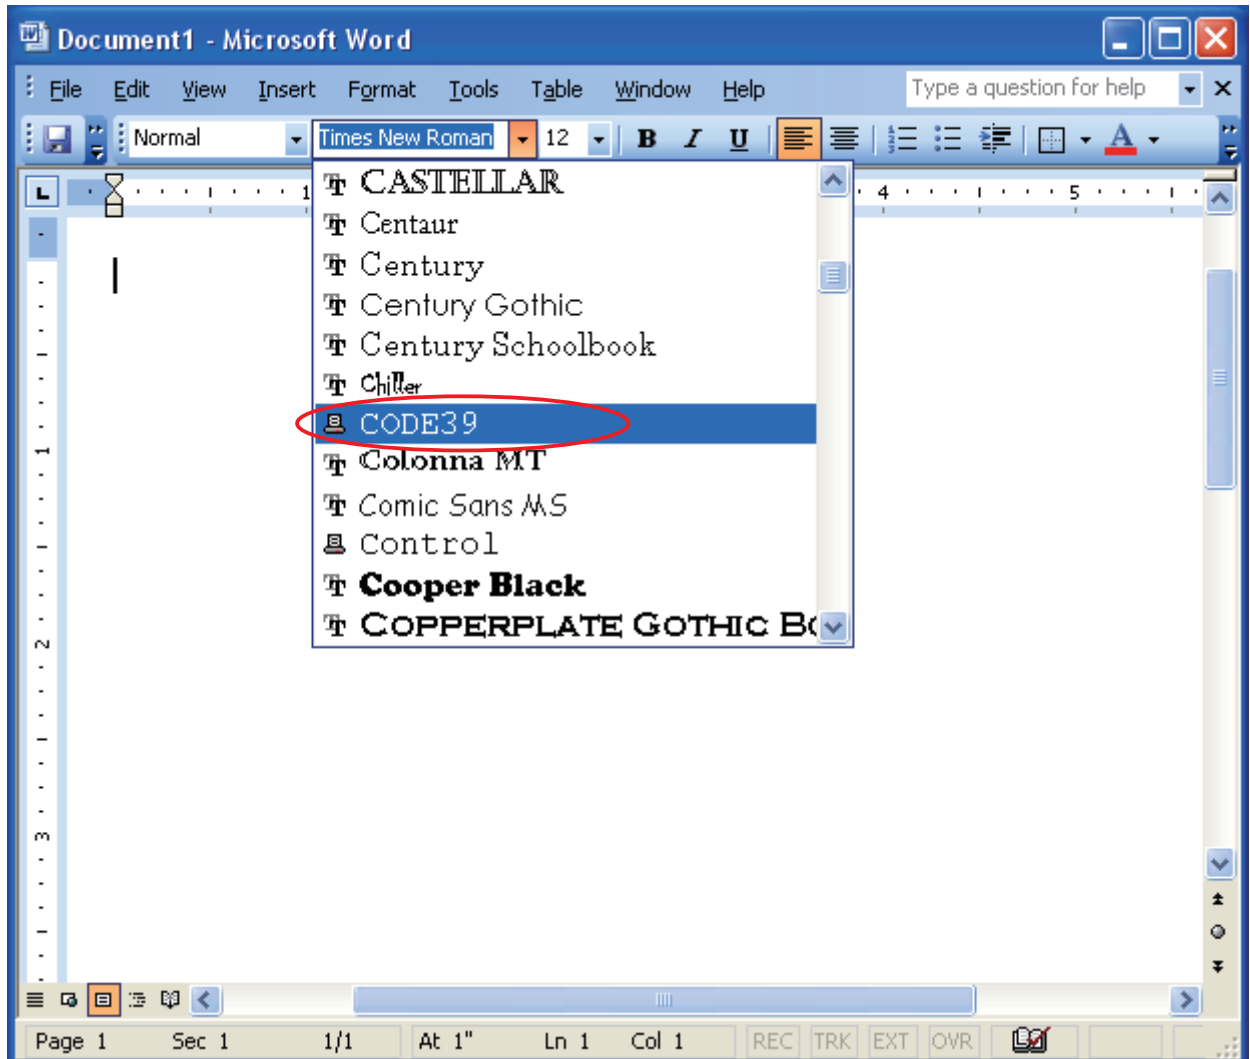 Document1 - Microsoft Word
File Edit View Insert Format Tools Table Window Help Type a question for help
Normal Times New Roman 12 B I U A
1 4 5
CASTELLAR
Centaur
Century
Century Gothic
Century Schoolbook
Chiller
CODE39
Colonna MT
Comic Sans MS
Control
Cooper Black
COPPERPLATE GOTHIC BO
1
2
3
Page 1 Sec 1 1/1 At 1" Ln 1 Col 1 REC TRK EXT OVR